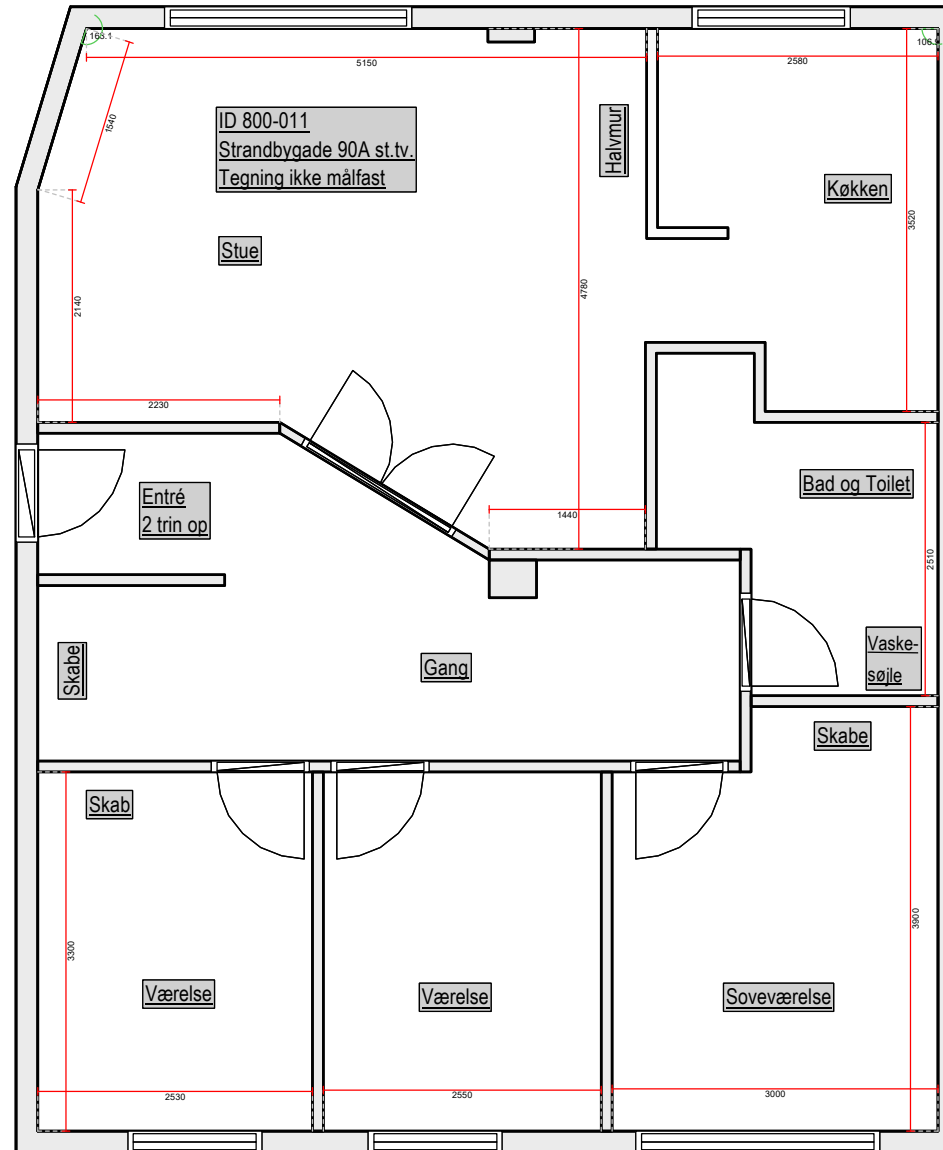 163.1
106.9
5150
2580
1540
ID 800-011
Strandbygade 90A st.tv.
Tegning ikke målfast
Halvmur
Køkken
3520
Stue
4780
2140
2230
Entré
2 trin op
1440
Bad og Toilet
2510
Skabe
Gang
Vaske-
søjle
Skabe
Skab
3300
3900
Værelse
Værelse
Soveværelse
2530
2550
3000